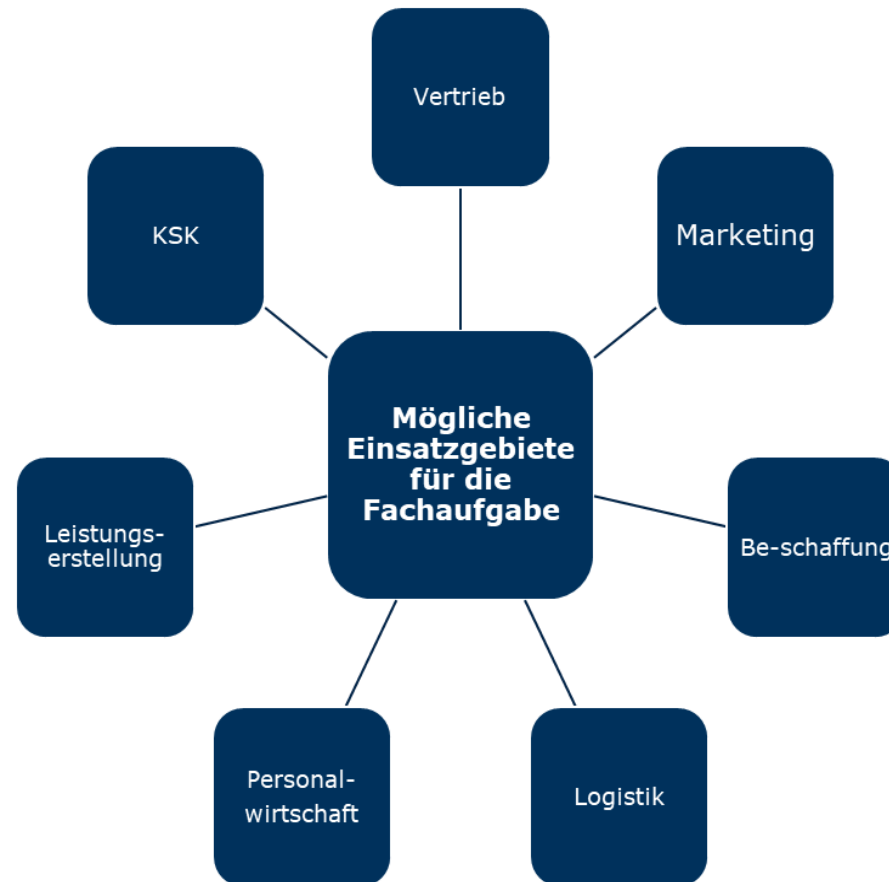 Vertrieb
KSK
Marketing
Mögliche
Einsatzgebiete
für die
Fachaufgabe
Leistungs-
erstellung
Be-schaffung
Personal-
wirtschaft
Logistik